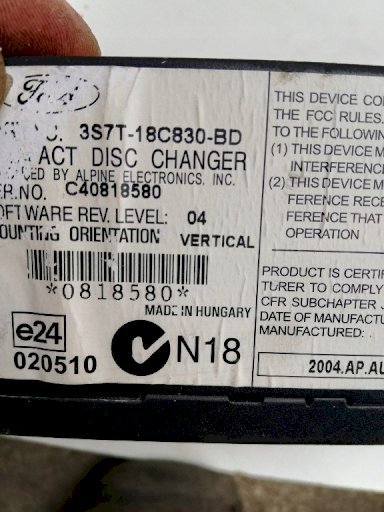 Ford
3S7T-18C830-BD
ACT DISC CHANGER
BY ALPINE ELECTRONICS, INC.
NO. C40818580
WARE REV. LEVEL: 04
ORIENTATION VERTICAL
*0818580*
MADE IN HUNGARY
e24
020510
N18
THIS DEVICE CO
THE FCC RULES.
TO THE FOLLOWIN
(1) THIS DEVICE M
INTERFERENC
(2) THIS DEVICE M
FERENCE RECE
FERENCE THAT
OPERATION
PRODUCT IS CERTIF
TURER TO COMPLY
CFR SUBCHAPTER
DATE OF MANUFACTU
MANUFACTURED:
2004.AP.AU